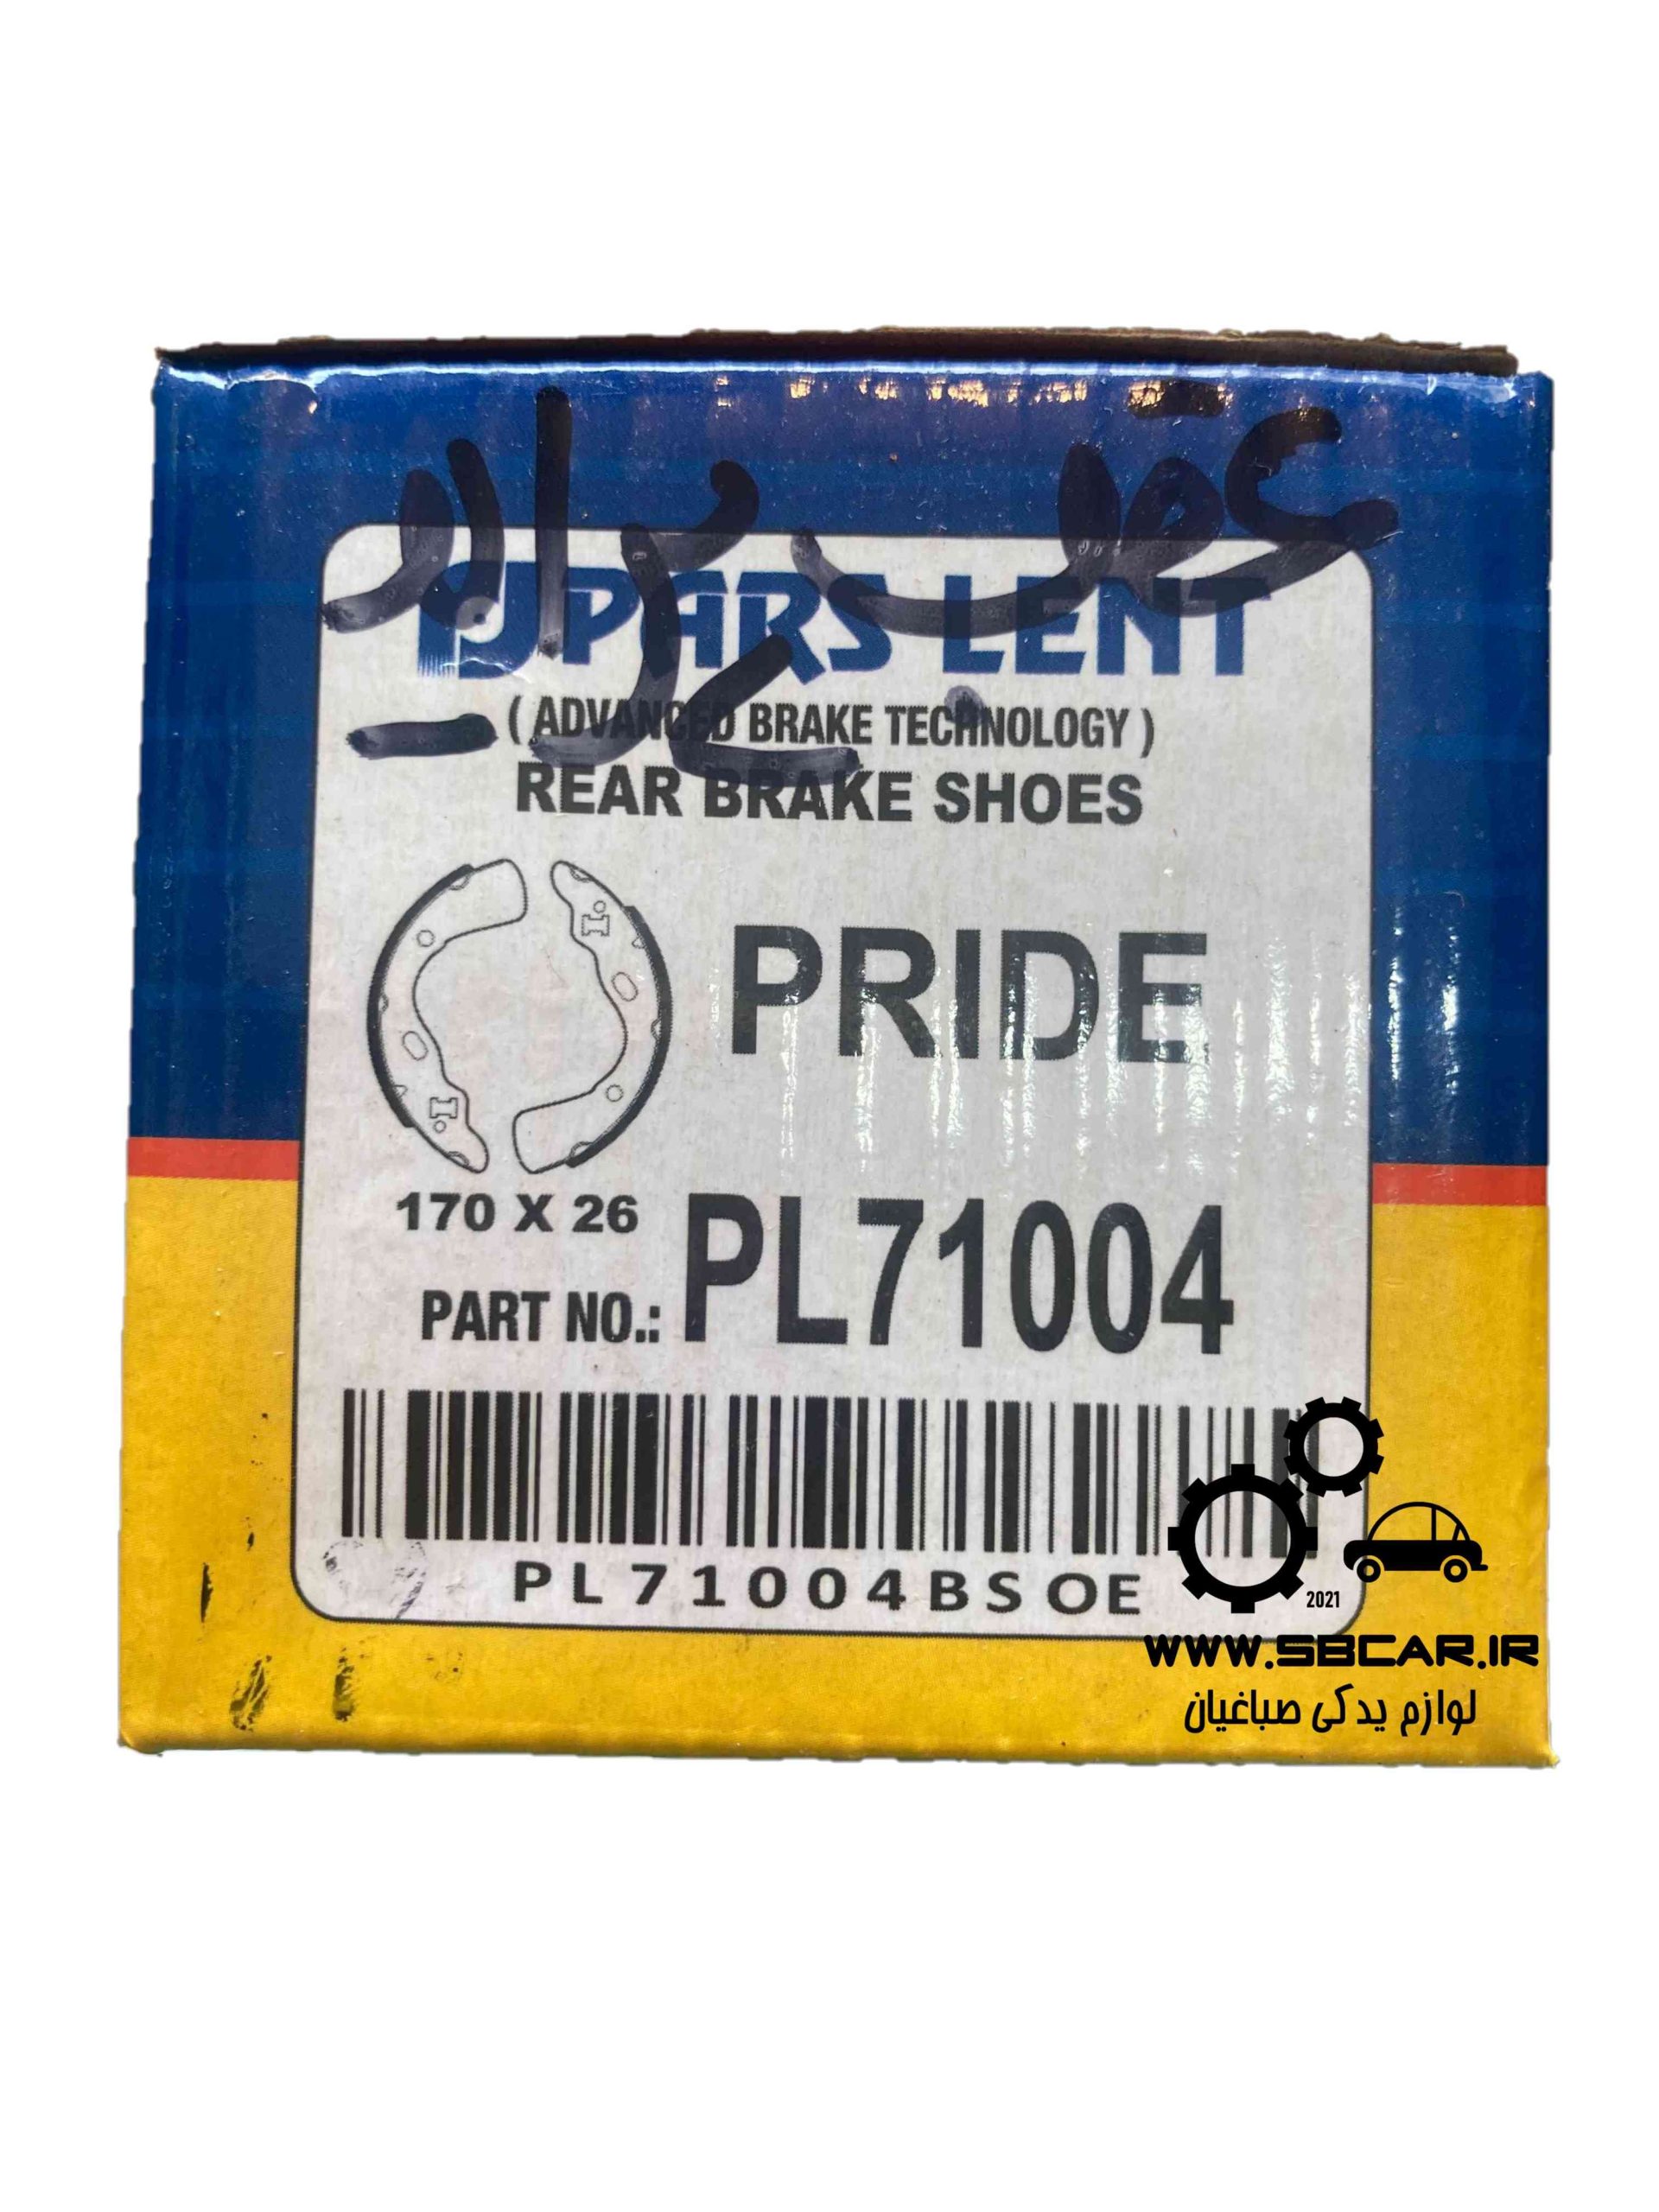 عقب پراید
PARS LENT
( ADVANCED BRAKE TECHNOLOGY )
REAR BRAKE SHOES
PRIDE
170 X 26
PART NO.: PL71004
PL71004BSOE
2021
WWW.SBCAR.IR
لوازم یدکی صباغیان